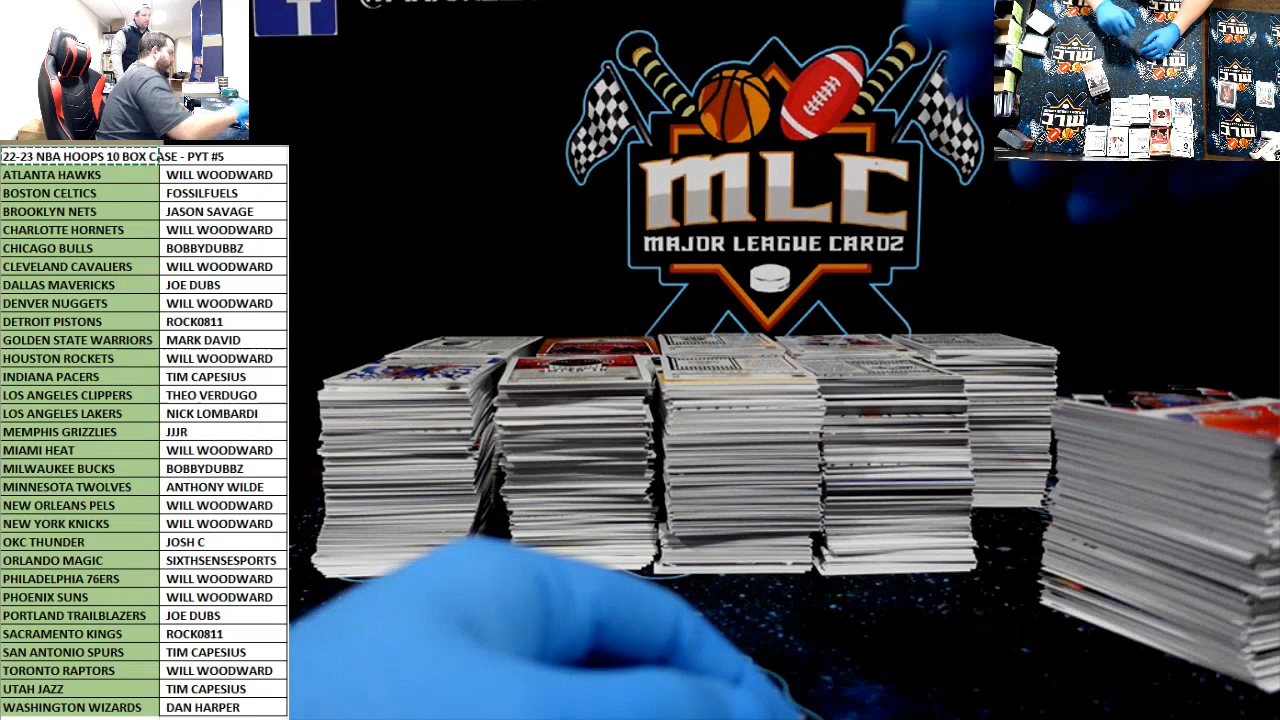 22-23 NBA HOOPS 10 BOX CASE - PYT #5
ATLANTA HAWKS WILL WOODWARD
BOSTON CELTICS FOSSILFUELS
BROOKLYN NETS JASON SAVAGE
CHARLOTTE HORNETS WILL WOODWARD
CHICAGO BULLS BOBBYDUBBZ
CLEVELAND CAVALIERS WILL WOODWARD
DALLAS MAVERICKS JOE DUBS
DENVER NUGGETS WILL WOODWARD
DETROIT PISTONS ROCK0811
GOLDEN STATE WARRIORS MARK DAVID
HOUSTON ROCKETS WILL WOODWARD
INDIANA PACERS TIM CAPESIUS
LOS ANGELES CLIPPERS THEO VERDUGO
LOS ANGELES LAKERS NICK LOMBARDI
MEMPHIS GRIZZLIES JJJR
MIAMI HEAT WILL WOODWARD
MILWAUKEE BUCKS BOBBYDUBBZ
MINNESOTA TWOLVES ANTHONY WILDE
NEW ORLEANS PELS WILL WOODWARD
NEW YORK KNICKS WILL WOODWARD
OKC THUNDER JOSH C
ORLANDO MAGIC SIXTHSENSESPORTS
PHILADELPHIA 76ERS WILL WOODWARD
PHOENIX SUNS WILL WOODWARD
PORTLAND TRAILBLAZERS JOE DUBS
SACRAMENTO KINGS ROCK0811
SAN ANTONIO SPURS TIM CAPESIUS
TORONTO RAPTORS WILL WOODWARD
UTAH JAZZ TIM CAPESIUS
WASHINGTON WIZARDS DAN HARPER
MLC
MAJOR LEAGUE CARDZ